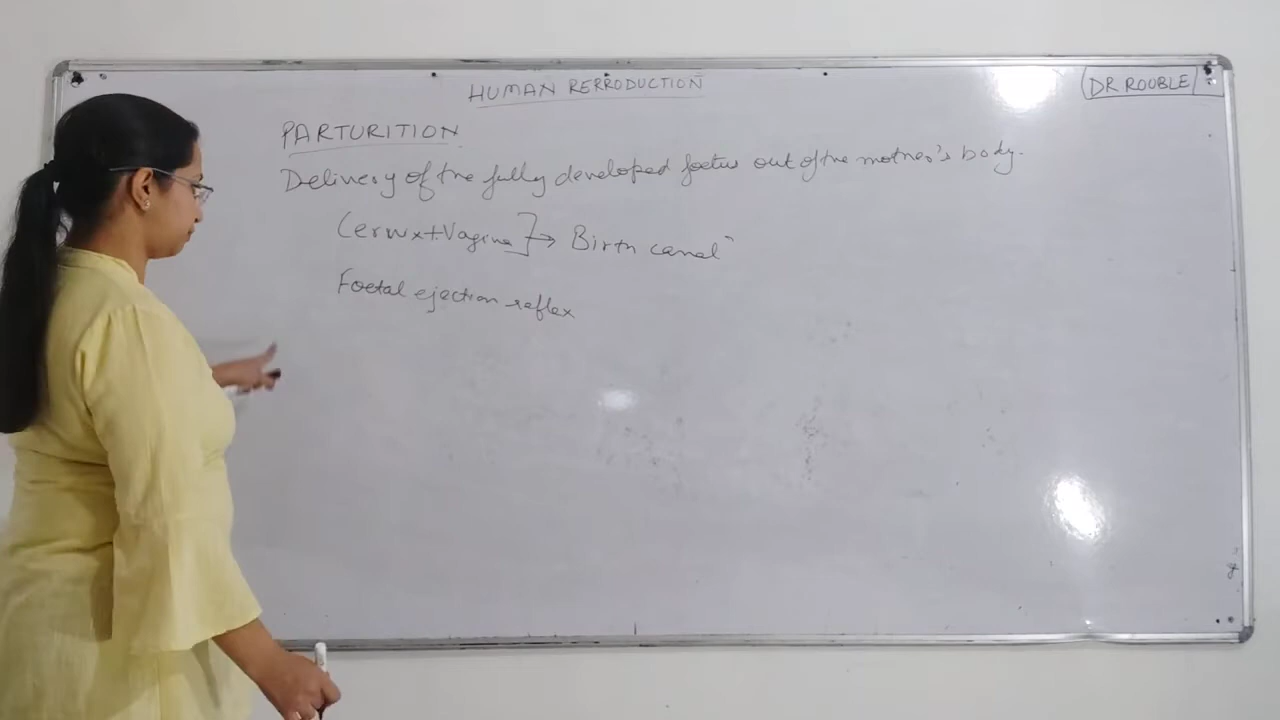 HUMAN RERRODUCTION
DR ROUBLE
PARTURITION
Delivery of the fully developed foetus out of the mother's body.
Cervix + Vagina ] → Birth canal
Foetal ejection reflex